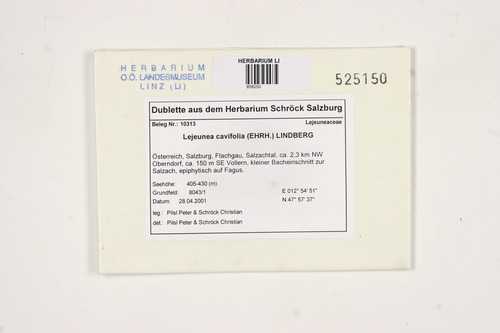 HERBARIUM
O.Ö. LANDESMUSEUM
LINZ (LI)
HERBARIUM LI
858250
525150
Dublette aus dem Herbarium Schröck Salzburg
Beleg Nr.: 10313 Lejeuneaceae
Lejeunea cavifolia (EHRH.) LINDBERG
Österreich, Salzburg, Flachgau, Salzachtal, ca. 2,3 km NW
Oberndorf, ca. 150 m SE Vollern, kleiner Bacheinschnitt zur
Salzach, epiphytisch auf Fagus.
Seehöhe: 405-430 (m) E 012° 54' 51"
Grundfeld: 8043/1 N 47° 57' 37"
Datum: 28.04.2001
leg.: Pilsl Peter & Schröck Christian
det.: Pilsl Peter & Schröck Christian